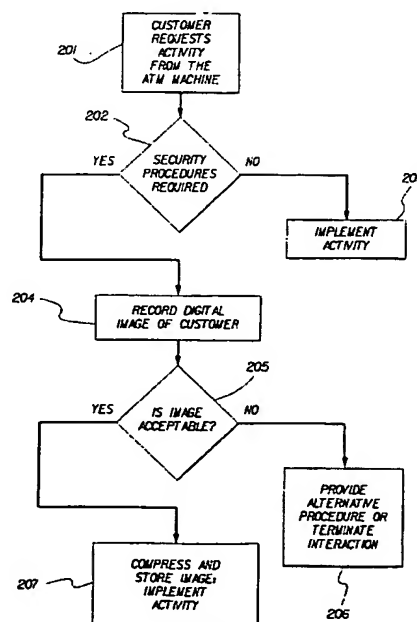 201
CUSTOMER
REQUESTS
ACTIVITY
FROM THE
ATM MACHINE
202
YES
SECURITY
PROCEDURES
REQUIRED
NO
20
IMPLEMENT
ACTIVITY
204
RECORD DIGITAL
IMAGE OF CUSTOMER
205
YES
IS IMAGE
ACCEPTABLE?
NO
PROVIDE
ALTERNATIVE
PROCEDURE OR
TERMINATE
INTERACTION
206
207
COMPRESS AND
STORE IMAGE;
IMPLEMENT
ACTIVITY